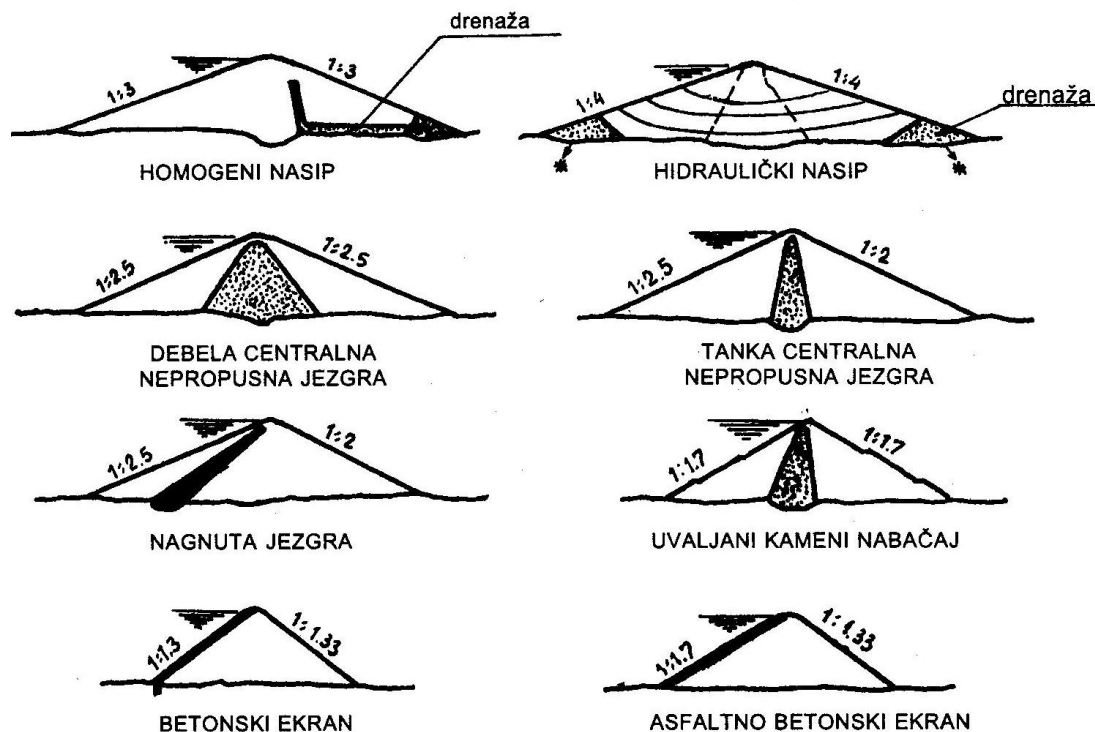 drenaža
1:3
1:3
HOMOGENI NASIP
1:4
1:4
drenaža
*
*
HIDRAULIČKI NASIP
1:2.5
1:2.5
DEBELA CENTRALNA
NEPROPUSNA JEZGRA
1:2.5
1:2
TANKA CENTRALNA
NEPROPUSNA JEZGRA
1:2.5
1:2
NAGNUTA JEZGRA
1:1.7
1:1.7
UVALJANI KAMENI NABAČAJ
1:1.3
1:1.33
BETONSKI EKRAN
1:1.7
1:1.33
ASFALTNO BETONSKI EKRAN